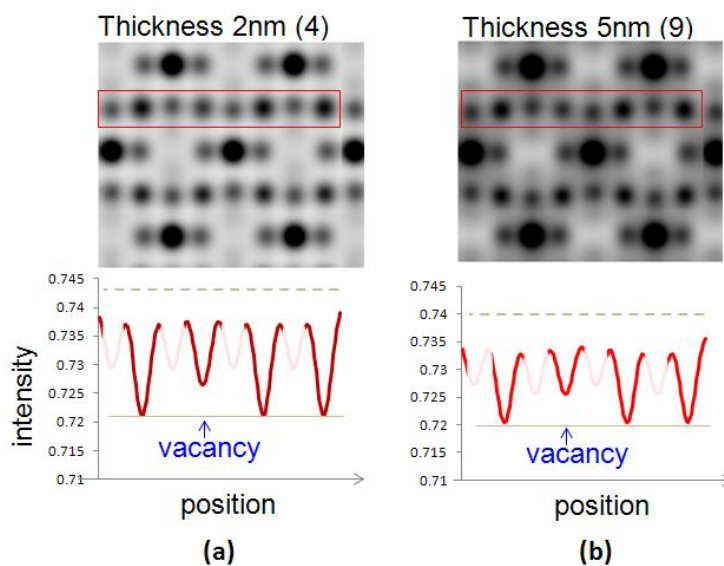 Thickness 2nm (4)
Thickness 5nm (9)
0.745
0.74
0.735
0.73
0.725
0.72
0.715
0.71
intensity
vacancy
position
(a)
0.745
0.74
0.735
0.73
0.725
0.72
0.715
0.71
vacancy
position
(b)